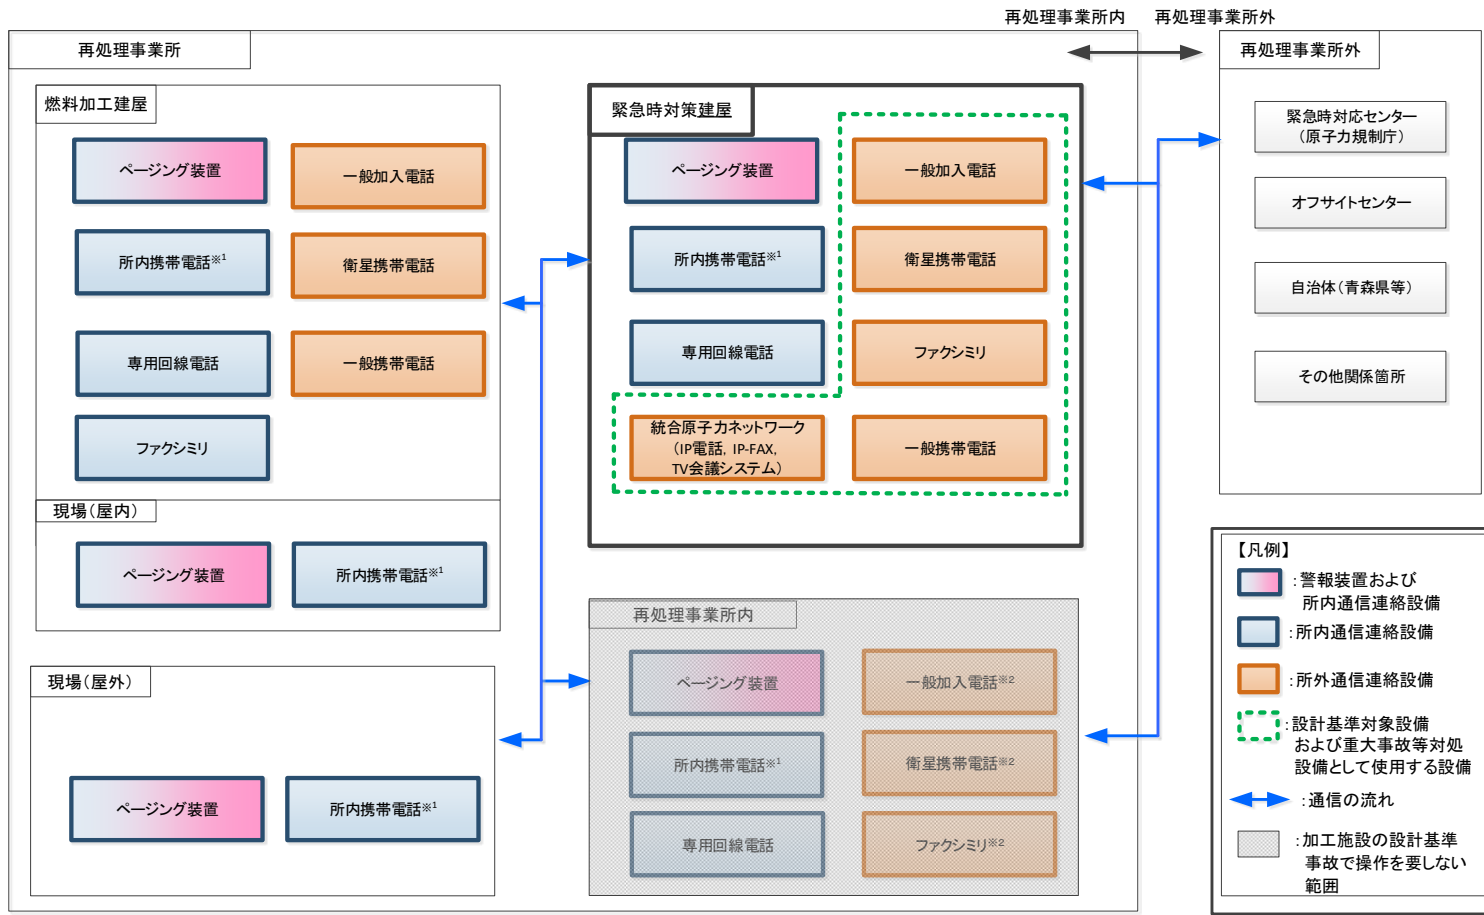 再処理事業所内
再処理事業所外
再処理事業所
燃料加工建屋
ページング装置
一般加入電話
所内携帯電話※1
衛星携帯電話
専用回線電話
一般携帯電話
ファクシミリ
現場(屋内)
ページング装置
所内携帯電話※1
現場(屋外)
ページング装置
所内携帯電話※1
緊急時対策建屋
ページング装置
一般加入電話
所内携帯電話※1
衛星携帯電話
専用回線電話
ファクシミリ
統合原子力ネットワーク
(IP電話, IP-FAX,
TV会議システム)
一般携帯電話
再処理事業所内
ページング装置
一般加入電話※2
所内携帯電話※1
衛星携帯電話※2
専用回線電話
ファクシミリ※2
再処理事業所外
緊急時対応センター
(原子力規制庁)
オフサイトセンター
自治体(青森県等)
その他関係箇所
【凡例】
:警報装置および
所内通信連絡設備
:所内通信連絡設備
:所外通信連絡設備
:設計基準対象設備
および重大事故等対処
設備として使用する設備
:通信の流れ
:加工施設の設計基準
事故で操作を要しない
範囲